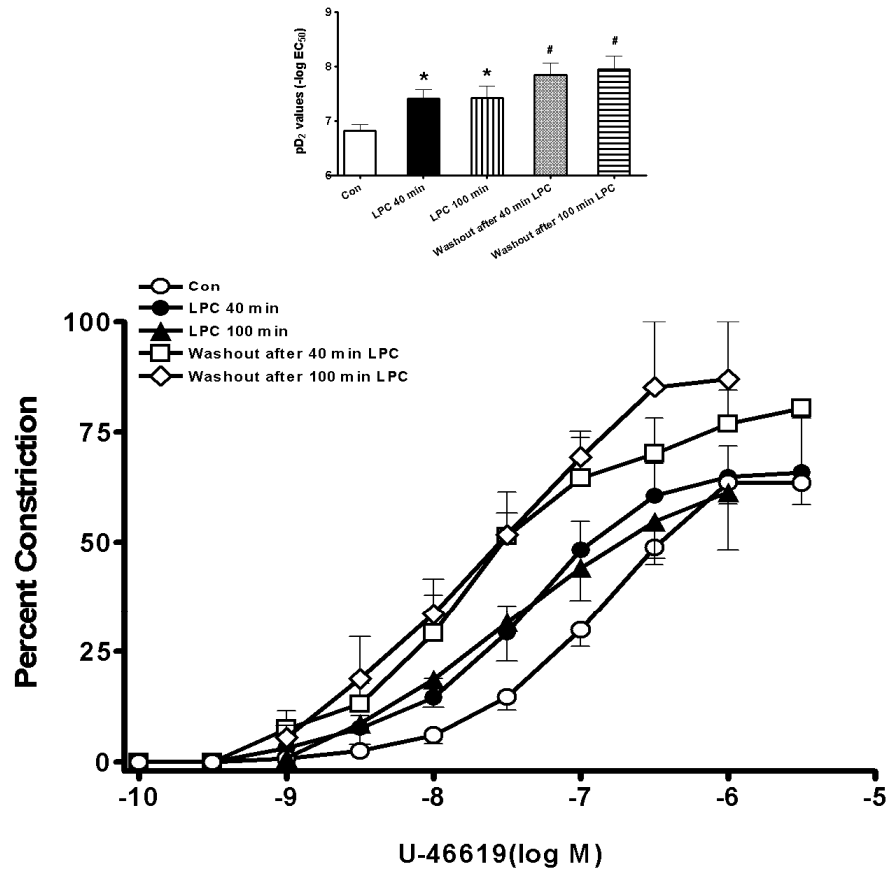 pD2 values (-log EC50)
9
8
7
6
*
*
#
#
Con
LPC 40 min
LPC 100 min
Washout after 40 min LPC
Washout after 100 min LPC
Con
LPC 40 min
LPC 100 min
Washout after 40 min LPC
Washout after 100 min LPC
Percent Constriction
100
75
50
25
0
-10 -9 -8 -7 -6 -5
U-46619(log M)